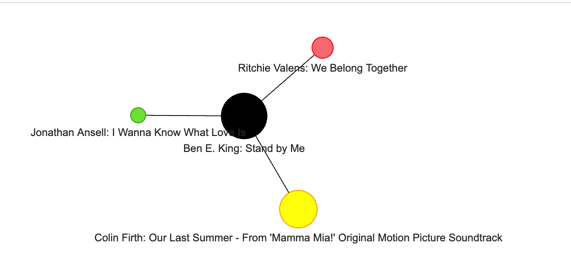 Ritchie Valens: We Belong Together
Jonathan Ansell: I Wanna Know What Love Is
Ben E. King: Stand by Me
Colin Firth: Our Last Summer - From 'Mamma Mia!' Original Motion Picture Soundtrack